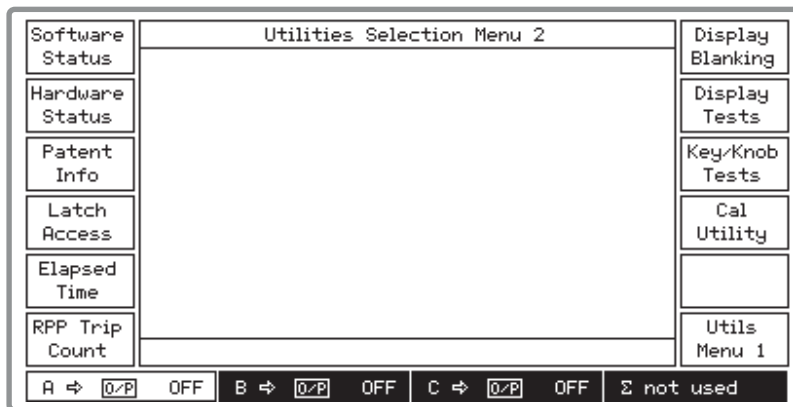 Software
Status
Hardware
Status
Patent
Info
Latch
Access
Elapsed
Time
RPP Trip
Count
Utilities Selection Menu 2
Display
Blanking
Display
Tests
Key/Knob
Tests
Cal
Utility
Utils
Menu 1
A ⇨ O/P OFF B ⇨ O/P OFF C ⇨ O/P OFF Σ not used